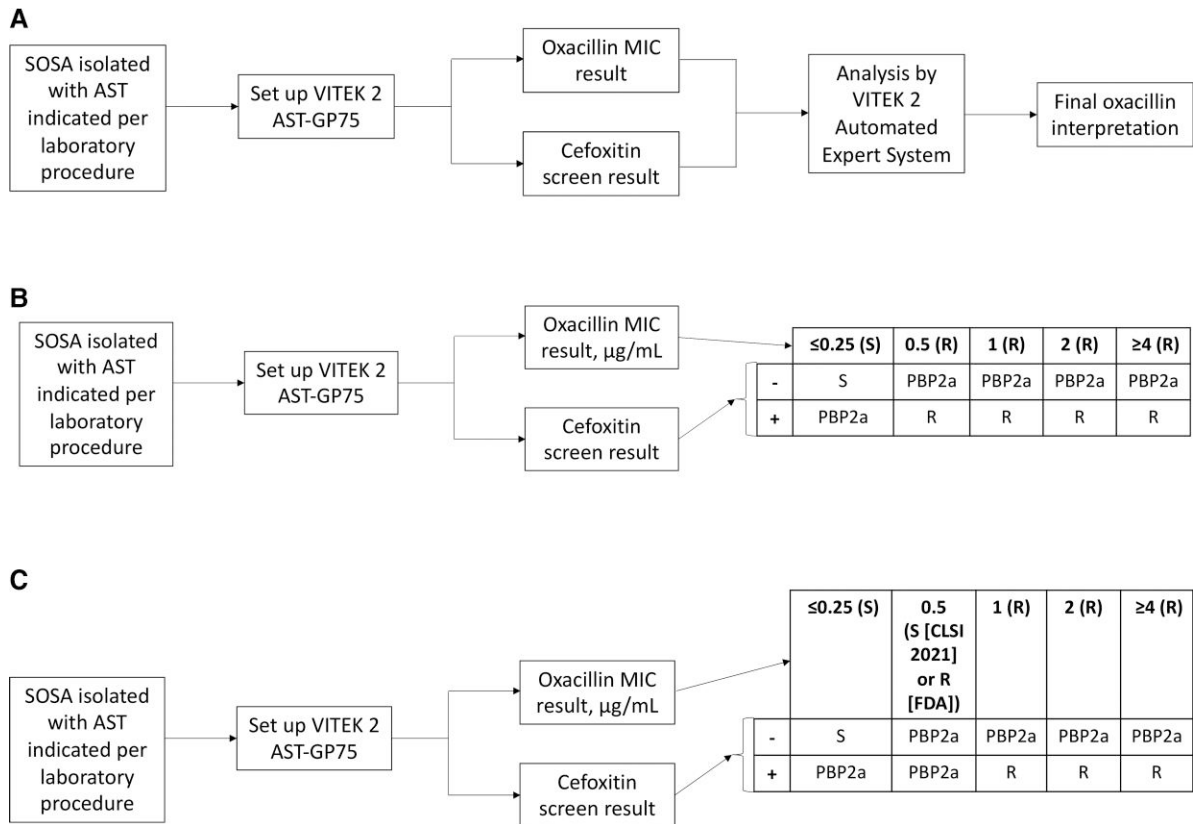 A
SOSA isolated
with AST
indicated per
laboratory
procedure
Set up VITEK 2
AST-GP75
Oxacillin MIC
result
Cefoxitin
screen result
Analysis by
VITEK 2
Automated
Expert System
Final oxacillin
interpretation
B
SOSA isolated
with AST
indicated per
laboratory
procedure
Set up VITEK 2
AST-GP75
Oxacillin MIC
result, µg/mL
Cefoxitin
screen result
≤0.25 (S) 0.5 (R) 1 (R) 2 (R) ≥4 (R)
- S PBP2a PBP2a PBP2a PBP2a
+ PBP2a R R R R
C
SOSA isolated
with AST
indicated per
laboratory
procedure
Set up VITEK 2
AST-GP75
Oxacillin MIC
result, µg/mL
Cefoxitin
screen result
≤0.25 (S) 0.5 1 (R) 2 (R) ≥4 (R)
(S [CLSI
2021]
or R
[FDA])
- S PBP2a PBP2a PBP2a PBP2a
+ PBP2a PBP2a R R R